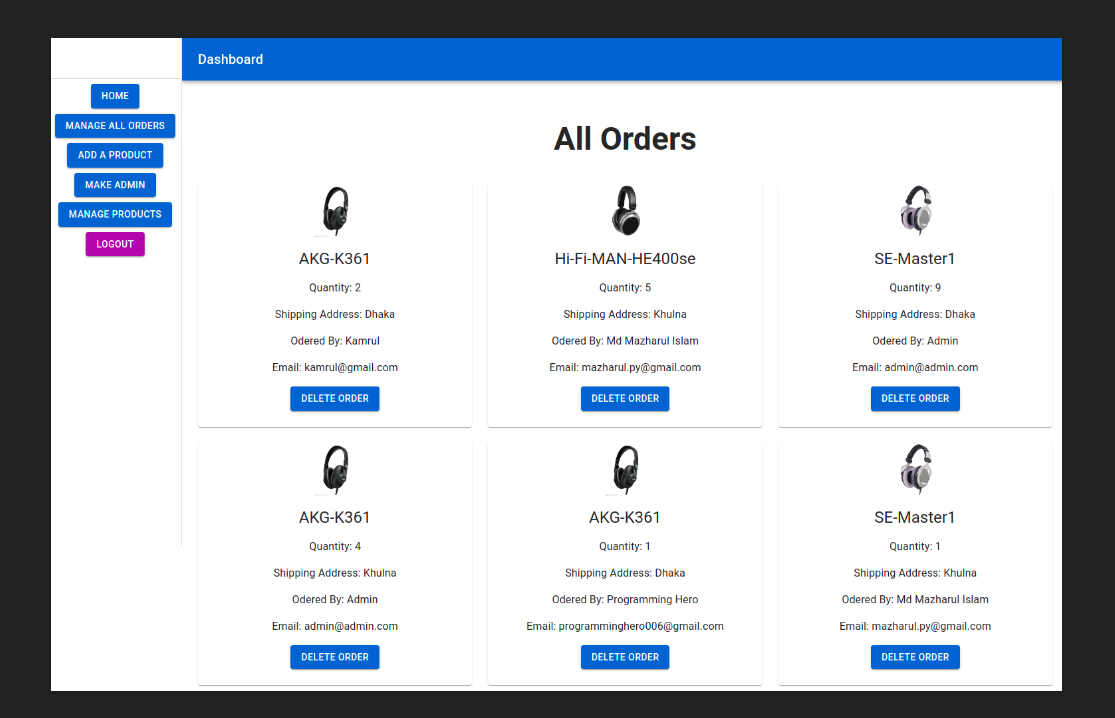 Dashboard
HOME
MANAGE ALL ORDERS
ADD A PRODUCT
MAKE ADMIN
MANAGE PRODUCTS
LOGOUT
All Orders
AKG-K361
Quantity: 2
Shipping Address: Dhaka
Odered By: Kamrul
Email: kamrul@gmail.com
DELETE ORDER
Hi-Fi-MAN-HE400se
Quantity: 5
Shipping Address: Khulna
Odered By: Md Mazharul Islam
Email: mazharul.py@gmail.com
DELETE ORDER
SE-Master1
Quantity: 9
Shipping Address: Dhaka
Odered By: Admin
Email: admin@admin.com
DELETE ORDER
AKG-K361
Quantity: 4
Shipping Address: Khulna
Odered By: Admin
Email: admin@admin.com
DELETE ORDER
AKG-K361
Quantity: 1
Shipping Address: Dhaka
Odered By: Programming Hero
Email: programminghero006@gmail.com
DELETE ORDER
SE-Master1
Quantity: 1
Shipping Address: Khulna
Odered By: Md Mazharul Islam
Email: mazharul.py@gmail.com
DELETE ORDER